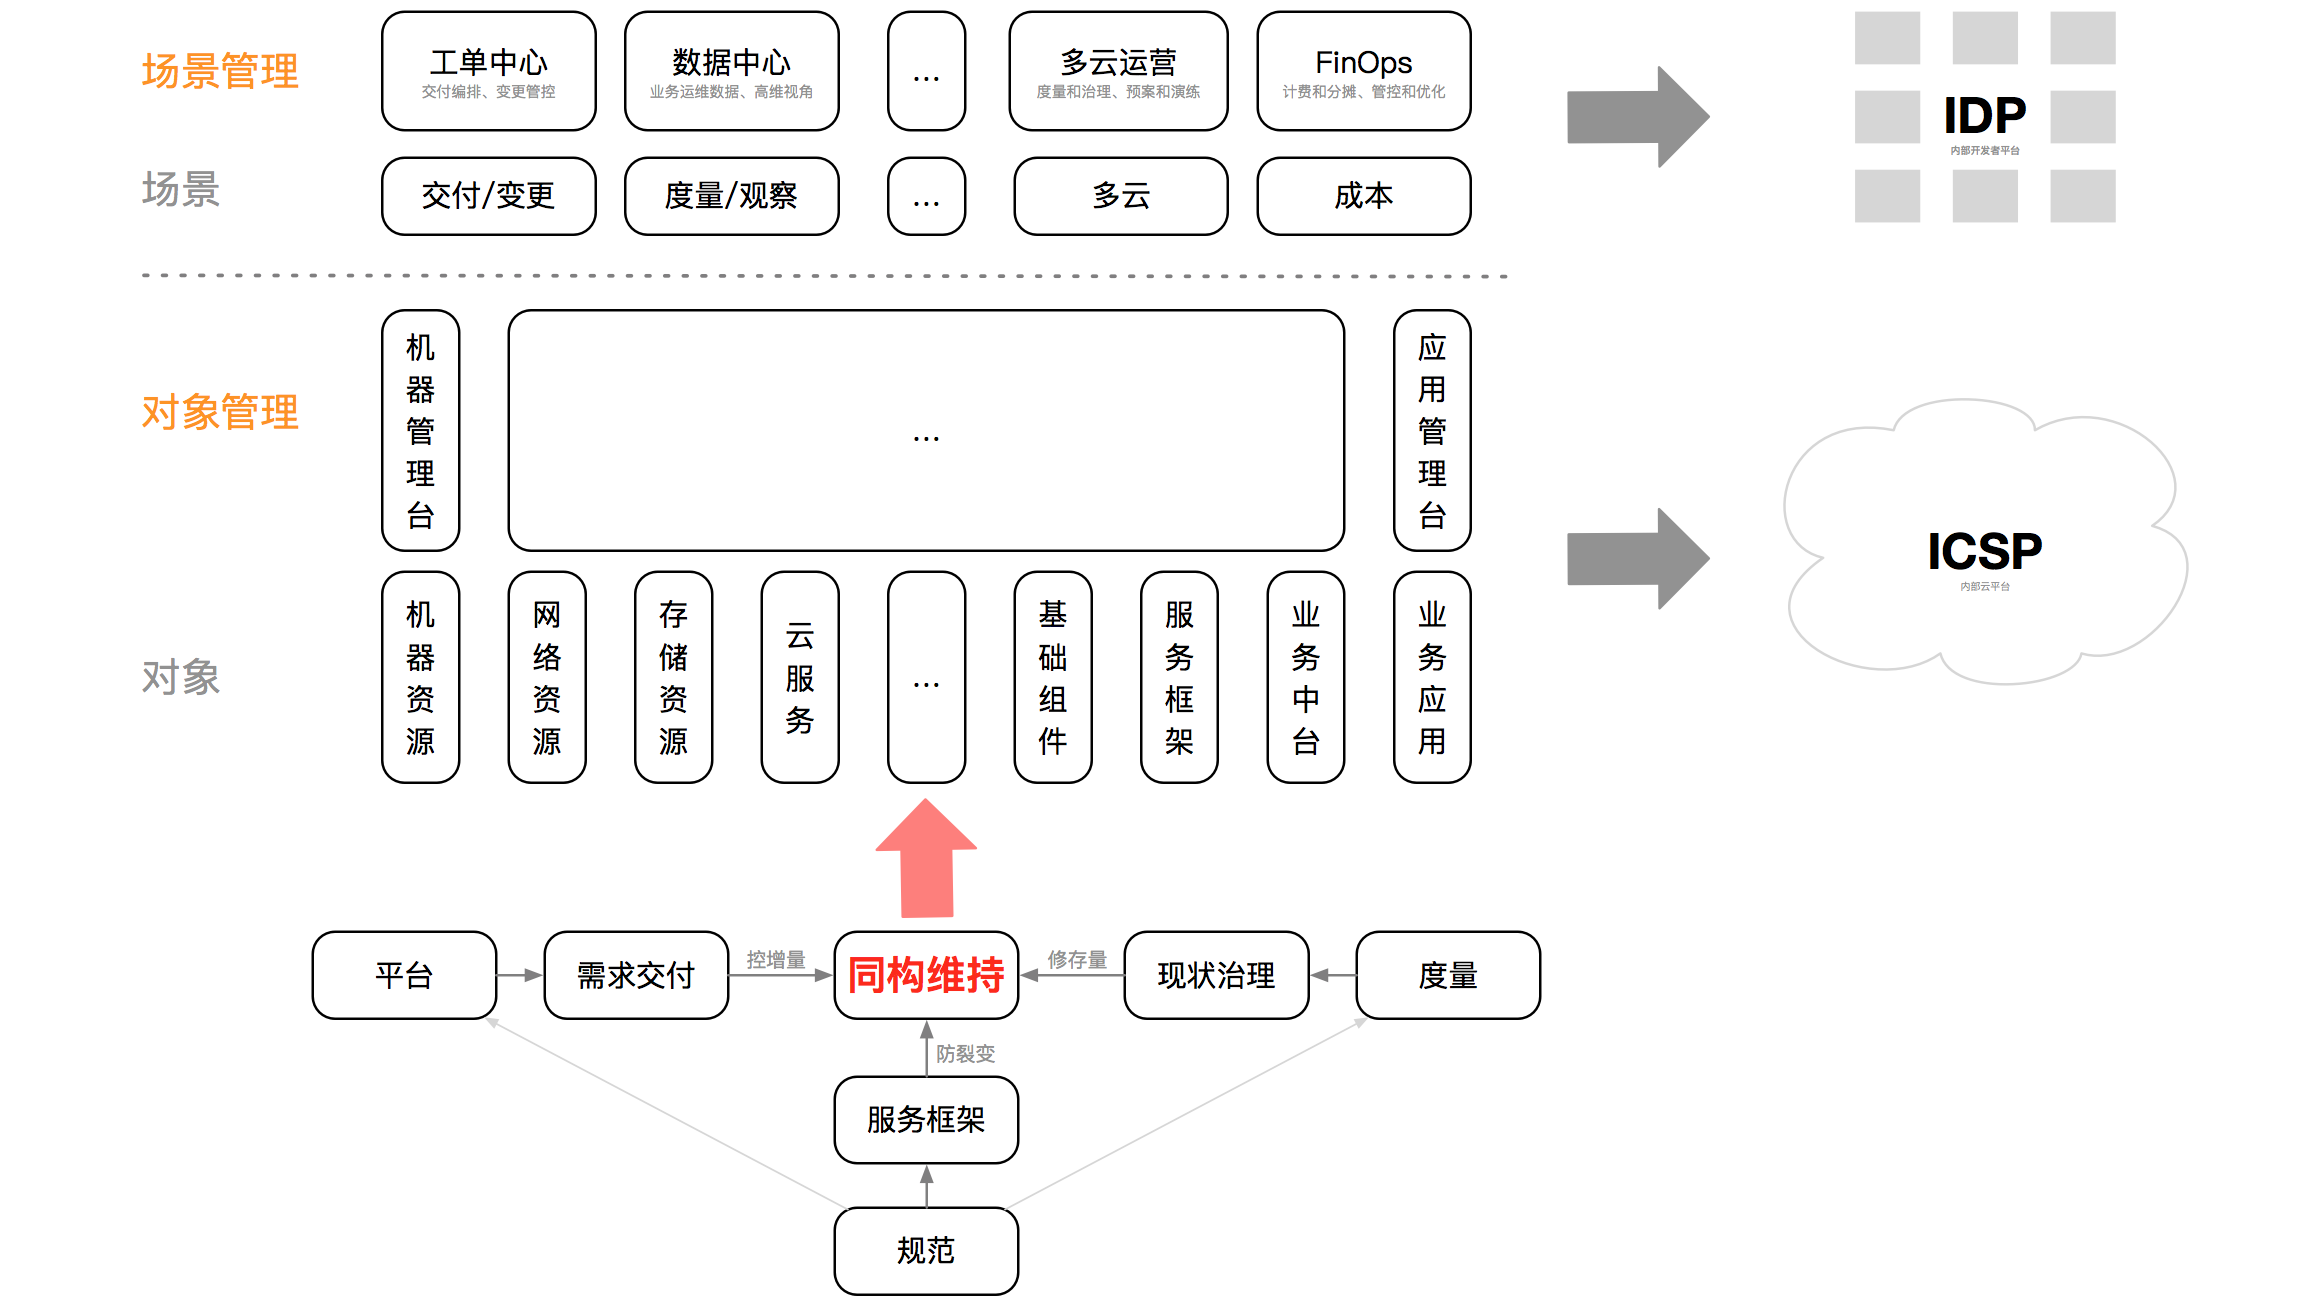 场景管理
工单中心
交付编排、变更管控
数据中心
业务运维数据、高维视角
...
多云运营
度量和治理、预案和演练
FinOps
计费和分摊、管控和优化
IDP
内部开发者平台
场景
交付/变更
度量/观察
...
多云
成本
对象管理
机器管理台
...
应用管理台
ICSP
内部云平台
对象
机器资源
网络资源
存储资源
云服务
...
基础组件
服务框架
业务中台
业务应用
平台
需求交付
控增量
同构维持
修存量
现状治理
度量
防裂变
服务框架
规范